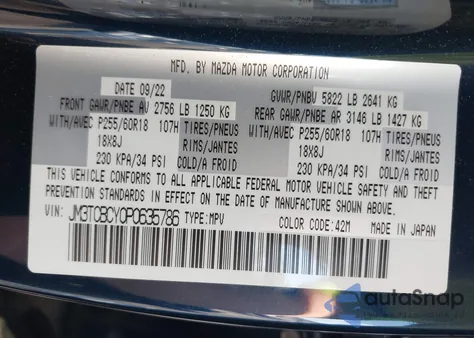 MFD. BY MAZDA MOTOR CORPORATION
DATE 09/22 GVWR/PNBV 5822 LB 2641 KG
FRONT GAWR/PNBE AV 2756 LB 1250 KG REAR GAWR/PNBE AR 3146 LB 1427 KG
WITH/AVEC P255/60R18 107H TIRES/PNEUS WITH/AVEC P255/60R18 107H TIRES/PNEUS
18X8J RIMS/JANTES 18X8J RIMS/JANTES
230 KPA/34 PSI COLD/A FROID 230 KPA/34 PSI COLD/A FROID
THIS VEHICLE CONFORMS TO ALL APPLICABLE FEDERAL MOTOR VEHICLE SAFETY AND THEFT
PREVENTION STANDARDS IN EFFECT ON THE DATE OF MANUFACTURE SHOWN ABOVE.
JM3TCBCY0P0635786 TYPE:MPV COLOR CODE:42M MADE IN JAPAN
autoSnap